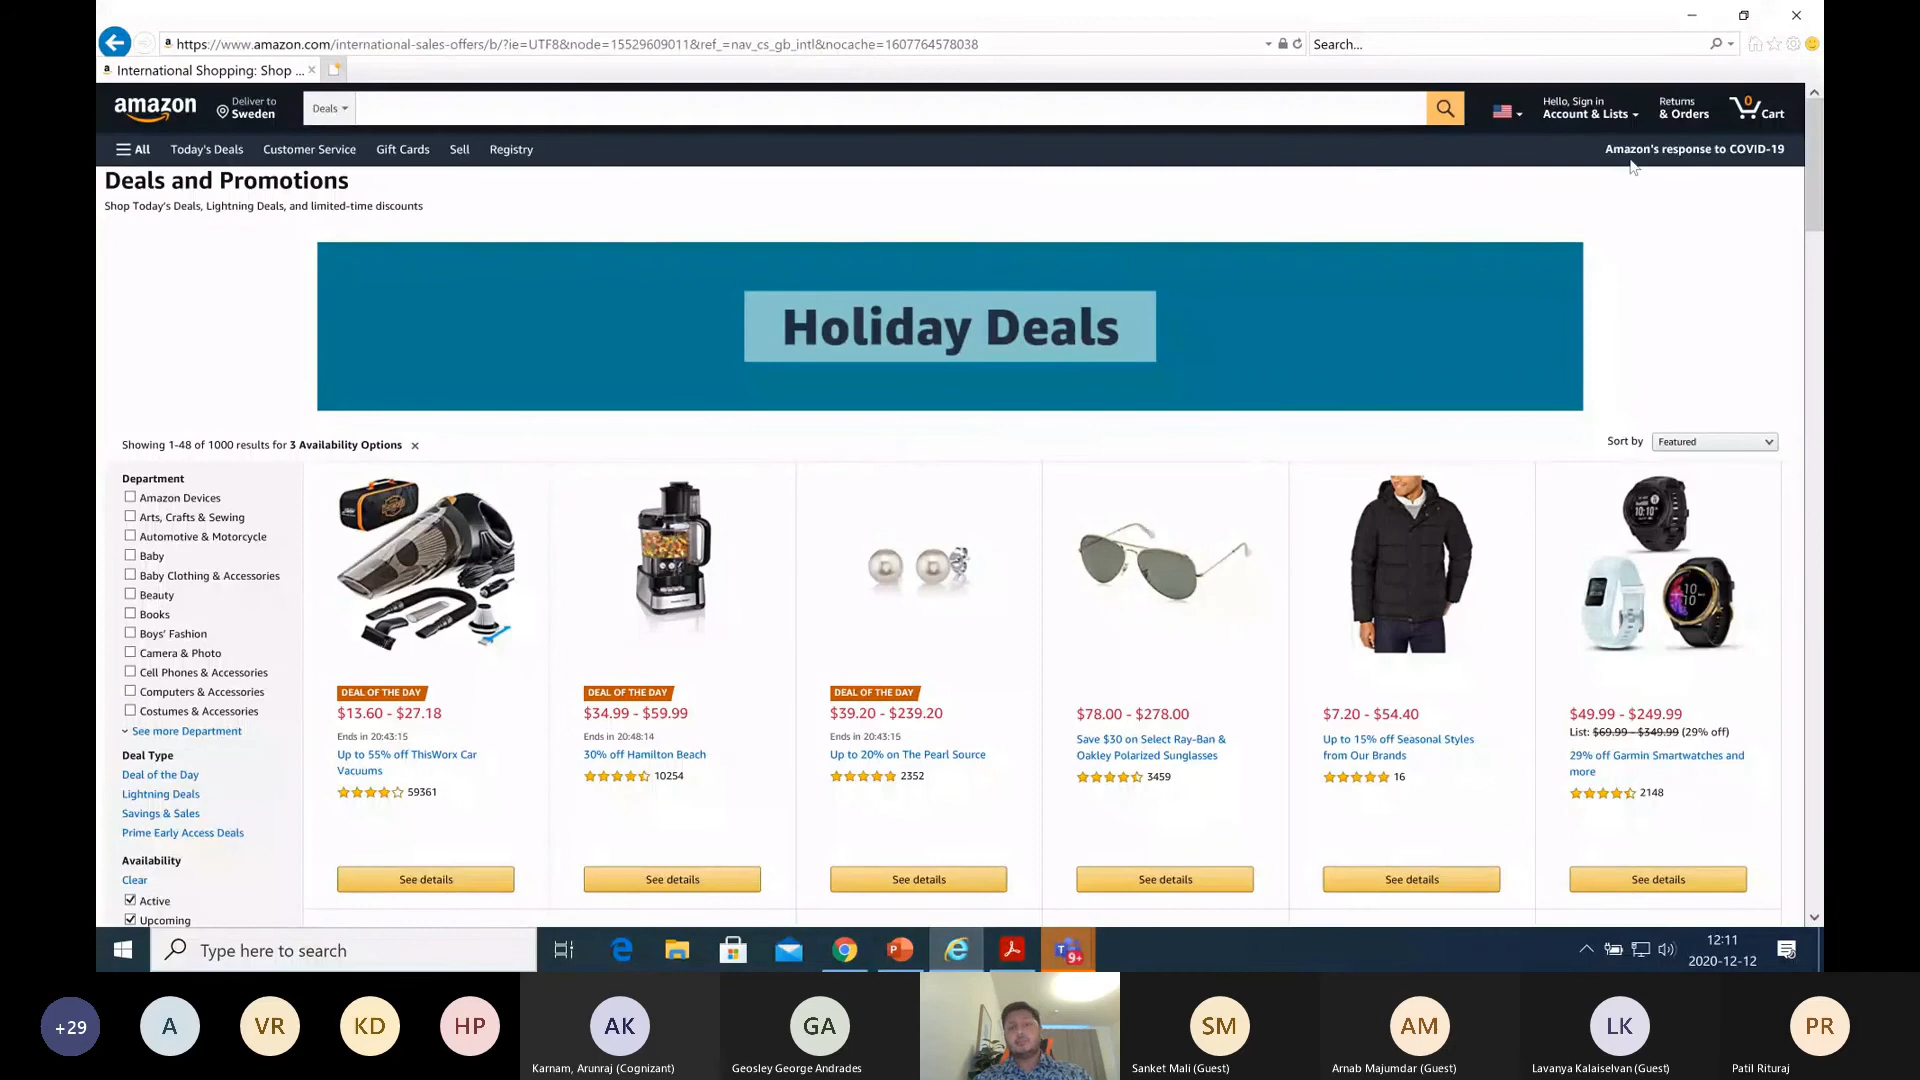 https://www.amazon.com/international-sales-offers/b/?ie=UTF8&node=15529609011&ref_=nav_cs_gb_intl&nocache=1607764578038
Search...
International Shopping: Shop ...
amazon
Deliver to
Sweden
Deals
Hello, Sign in
Account & Lists
Returns
& Orders
0
Cart
All
Today's Deals
Customer Service
Gift Cards
Sell
Registry
Amazon's response to COVID-19
Deals and Promotions
Shop Today's Deals, Lightning Deals, and limited-time discounts
Holiday Deals
Showing 1-48 of 1000 results for 3 Availability Options
Sort by
Featured
Department
Amazon Devices
Arts, Crafts & Sewing
Automotive & Motorcycle
Baby
Baby Clothing & Accessories
Beauty
Books
Boys' Fashion
Camera & Photo
Cell Phones & Accessories
Computers & Accessories
Costumes & Accessories
See more Department
Deal Type
Deal of the Day
Lightning Deals
Savings & Sales
Prime Early Access Deals
Availability
Clear
Active
Upcoming
DEAL OF THE DAY
$13.60 - $27.18
Ends in 20:43:15
Up to 55% off ThisWorx Car
Vacuums
59361
See details
DEAL OF THE DAY
$34.99 - $59.99
Ends in 20:48:14
30% off Hamilton Beach
10254
See details
DEAL OF THE DAY
$39.20 - $239.20
Ends in 20:43:15
Up to 20% on The Pearl Source
2352
See details
$78.00 - $278.00
Save $30 on Select Ray-Ban &
Oakley Polarized Sunglasses
3459
See details
$7.20 - $54.40
Up to 15% off Seasonal Styles
from Our Brands
16
See details
$49.99 - $249.99
List: $69.99 - $349.99 (29% off)
29% off Garmin Smartwatches and
more
2148
See details
Type here to search
9+
12:11
2020-12-12
+29
A
VR
KD
HP
AK
Karnam, Arunraj (Cognizant)
GA
Geosley George Andrades
SM
Sanket Mali (Guest)
AM
Arnab Majumdar (Guest)
LK
Lavanya Kalaiselvan (Guest)
PR
Patil Rituraj